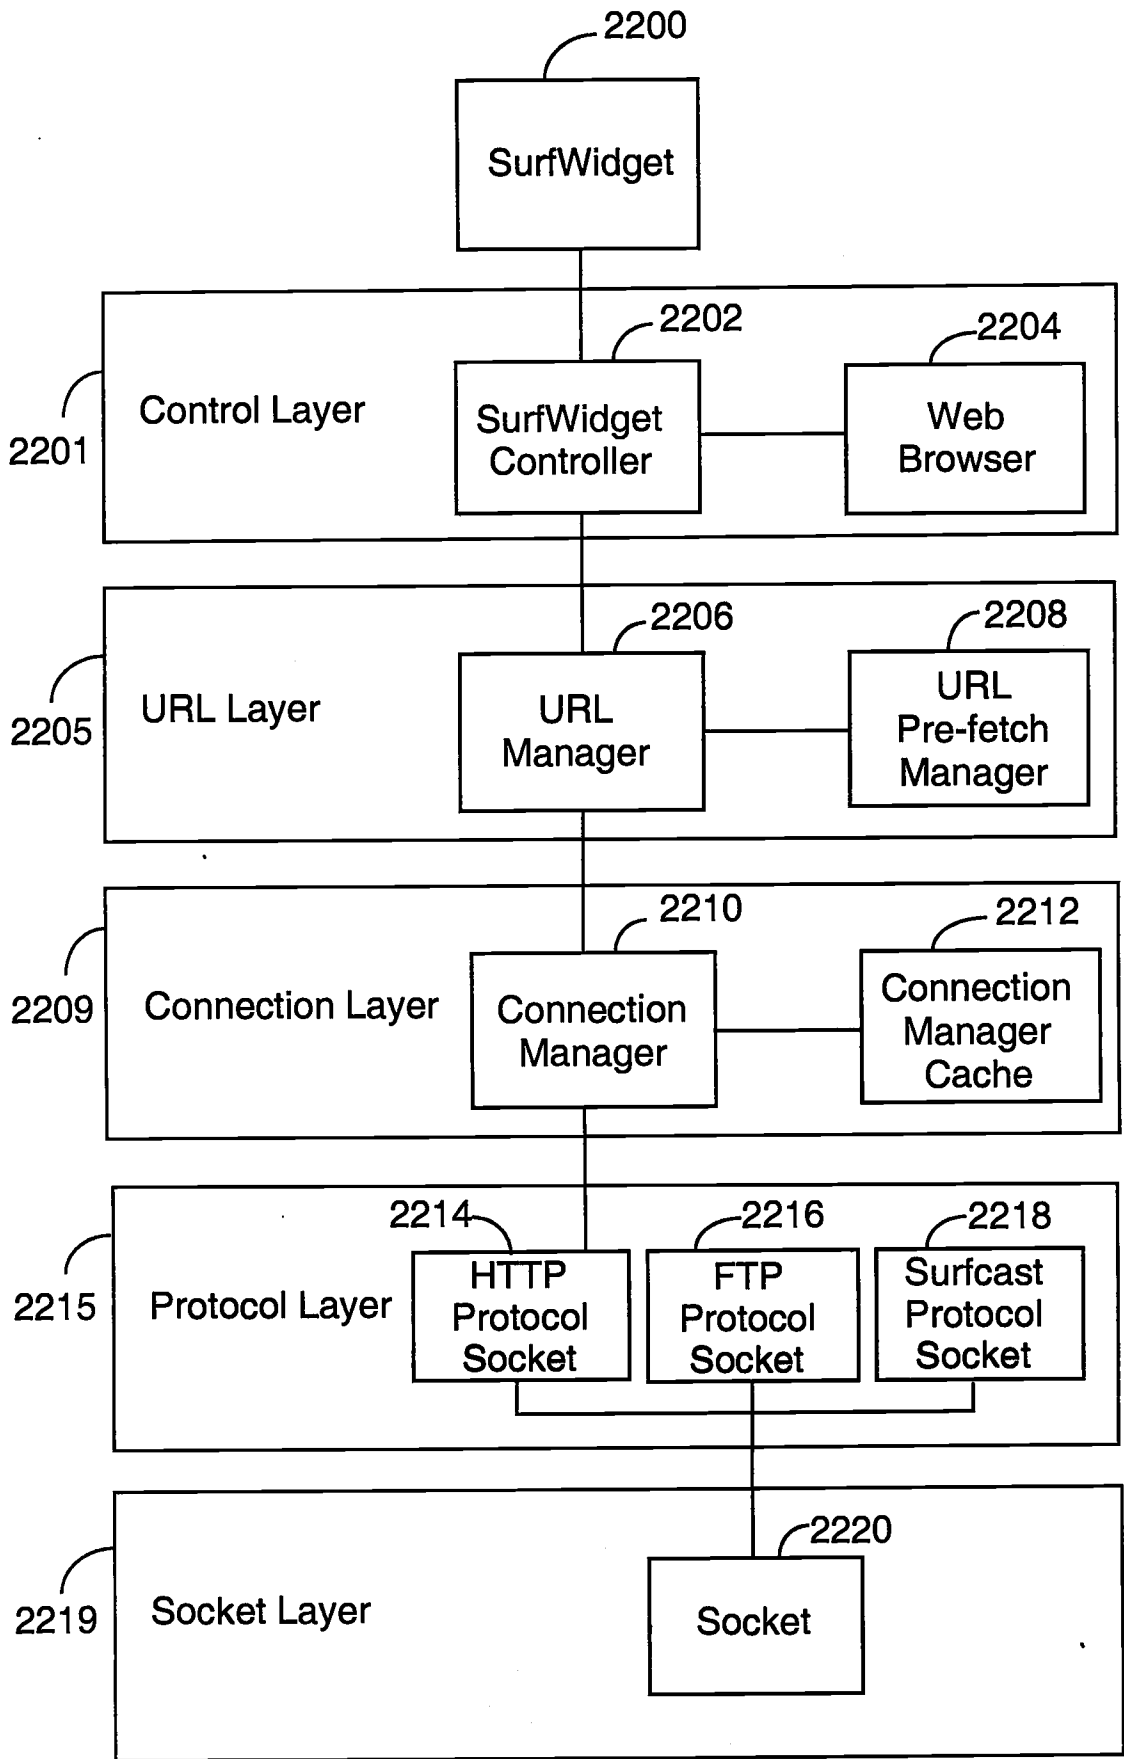 2200
SurfWidget
2202
2204
Control Layer
SurfWidget
Controller
Web
Browser
2201
2206
2208
URL Layer
URL
Manager
URL
Pre-fetch
Manager
2205
2210
2212
Connection Layer
Connection
Manager
Connection
Manager
Cache
2209
2214
2216
2218
Protocol Layer
HTTP
Protocol
Socket
FTP
Protocol
Socket
Surfcast
Protocol
Socket
2215
2220
Socket Layer
Socket
2219